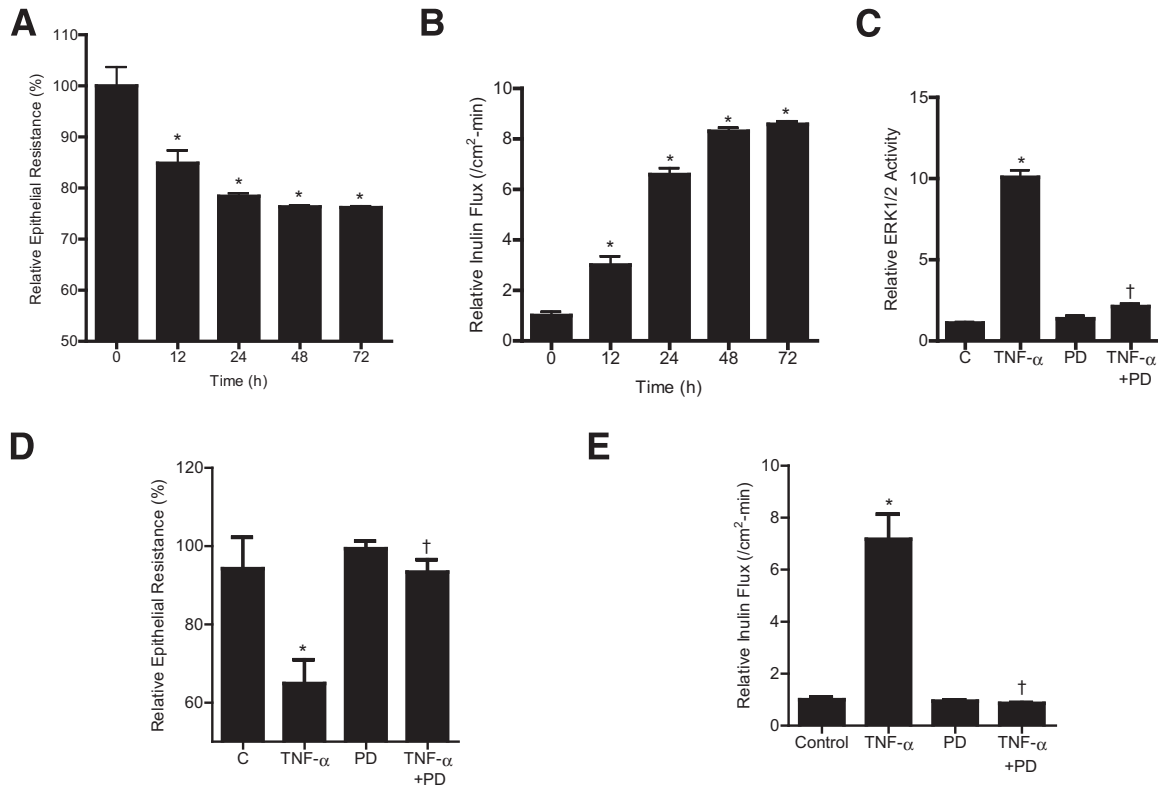 A
Relative Epithelial Resistance (%)
110
100
90
80
70
60
50
*
*
*
*
0 12 24 48 72
Time (h)
B
Relative Inulin Flux (/cm²-min)
10
8
6
4
2
0
*
*
*
*
0 12 24 48 72
Time (h)
C
Relative ERK1/2 Activity
15
10
5
0
*
†
C TNF-α PD TNF-α
+PD
D
Relative Epithelial Resistance (%)
120
100
80
60
*
†
C TNF-α PD TNF-α
+PD
E
Relative Inulin Flux (/cm²-min)
10
8
6
4
2
0
*
†
Control TNF-α PD TNF-α
+PD